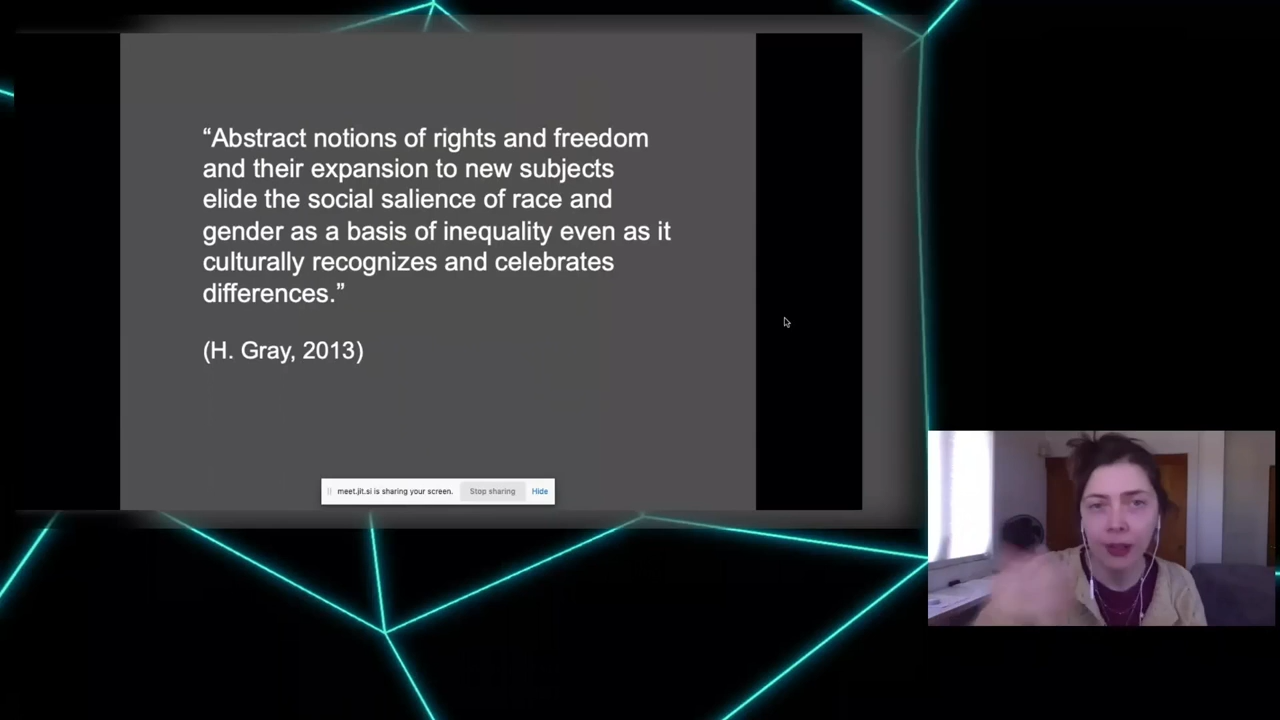 “Abstract notions of rights and freedom
and their expansion to new subjects
elide the social salience of race and
gender as a basis of inequality even as it
culturally recognizes and celebrates
differences.”
(H. Gray, 2013)
meet.jit.si is sharing your screen. Stop sharing Hide